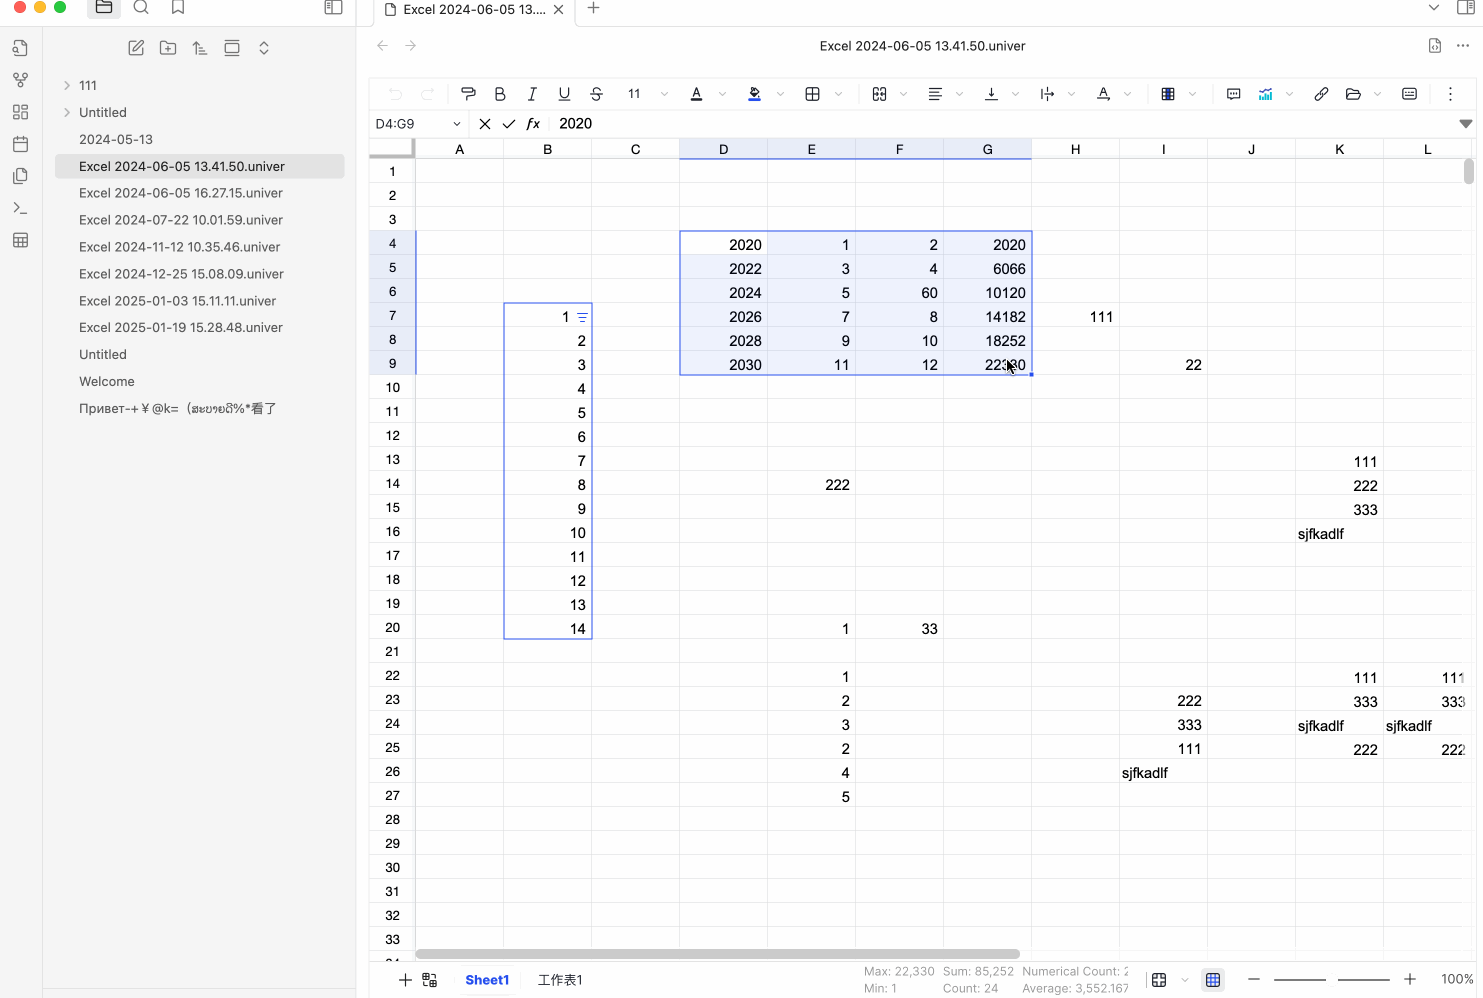 Excel 2024-06-05 13....
Excel 2024-06-05 13.41.50.univer
111
Untitled
2024-05-13
Excel 2024-06-05 13.41.50.univer
Excel 2024-06-05 16.27.15.univer
Excel 2024-07-22 10.01.59.univer
Excel 2024-11-12 10.35.46.univer
Excel 2024-12-25 15.08.09.univer
Excel 2025-01-03 15.11.11.univer
Excel 2025-01-19 15.28.48.univer
Untitled
Welcome
Привет-+¥@k=（ສະບາຍດີ%*看了
B I U S 11 A A
D4:G9 fx 2020
A B C D E F G H I J K L
1
2
3
4 2020 1 2 2020
5 2022 3 4 6066
6 2024 5 60 10120
7 1 2026 7 8 14182 111
8 2 2028 9 10 18252
9 3 2030 11 12 22330 22
10 4
11 5
12 6
13 7 111
14 8 222 222
15 9 333
16 10 sjfkadlf
17 11
18 12
19 13
20 14 1 33
21
22 1 111 111
23 2 222 333 333
24 3 333 sjfkadlf sjfkadlf
25 2 111 222 222
26 4 sjfkadlf
27 5
28
29
30
31
32
33
Sheet1 工作表1
Max: 22,330 Sum: 85,252 Numerical Count: 2
Min: 1 Count: 24 Average: 3,552.167
100%